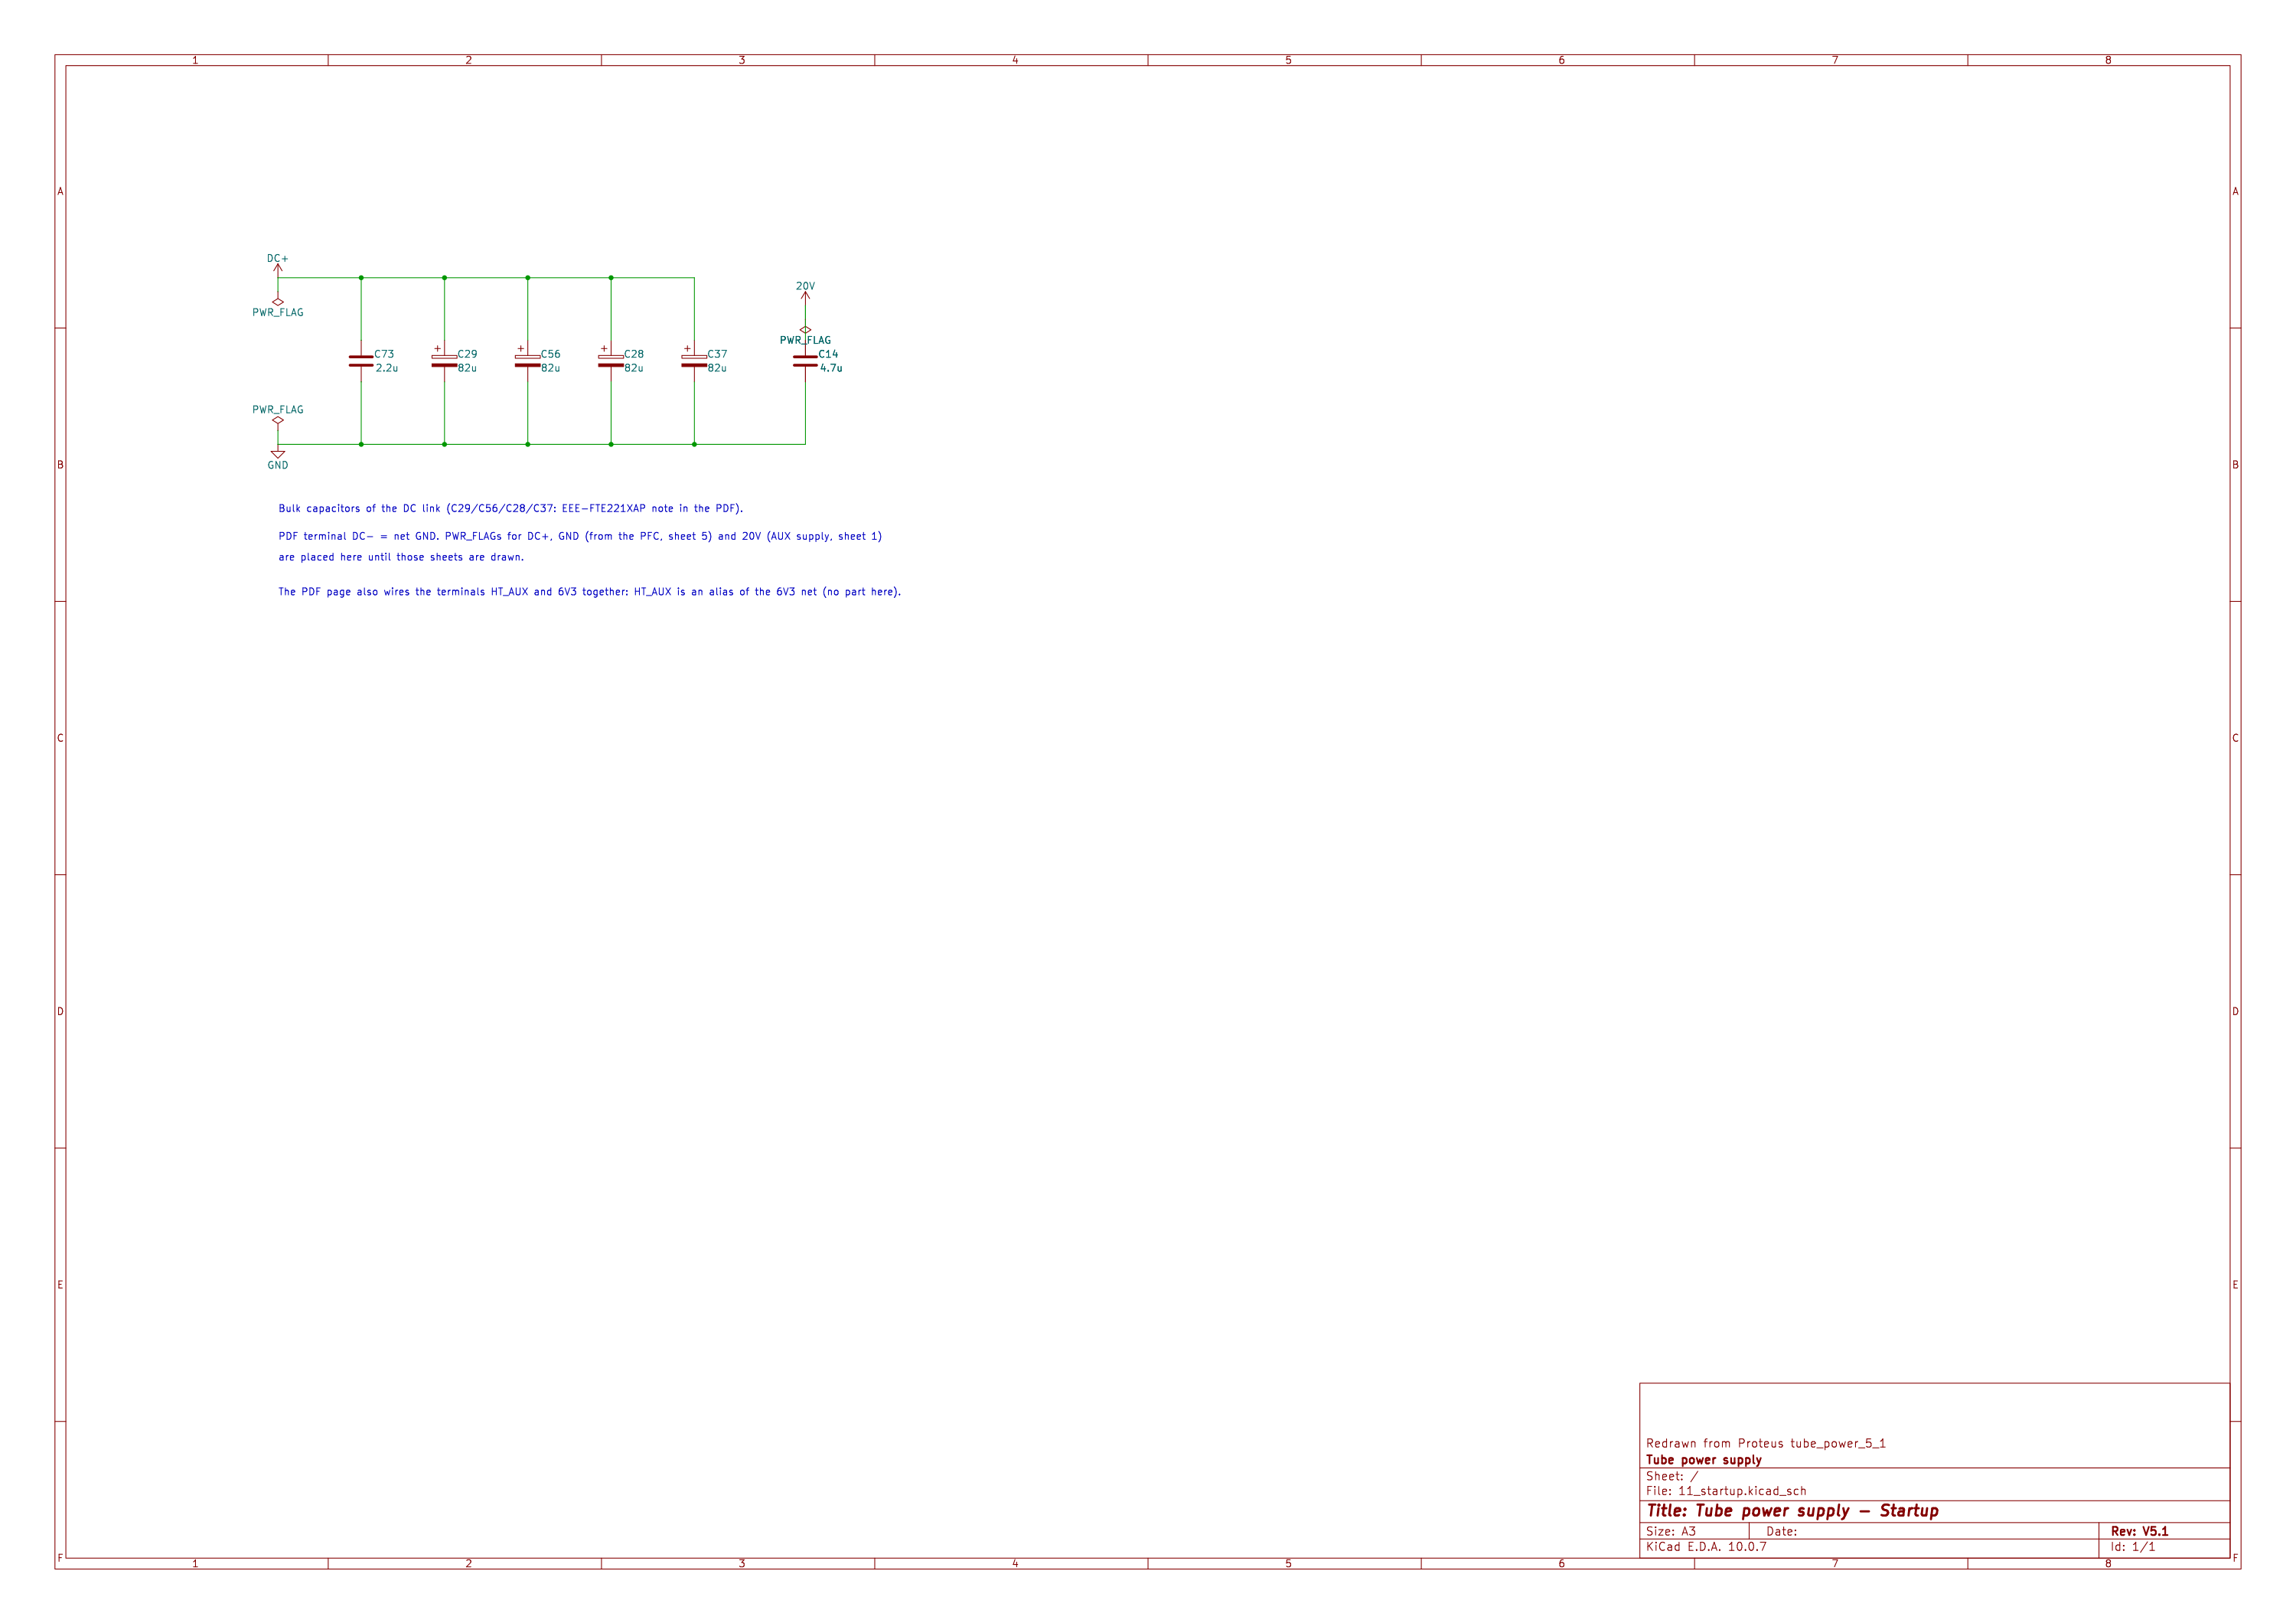 1 2 3 4 5 6 7 8
A A
DC+
20V
PWR_FLAG
PWR_FLAG
C73 C29 C56 C28 C37 C14
2.2u 82u 82u 82u 82u 4.7u
+ + + +
PWR_FLAG
GND
B B
Bulk capacitors of the DC link (C29/C56/C28/C37: EEE-FTE221XAP note in the PDF).
PDF terminal DC- = net GND. PWR_FLAGs for DC+, GND (from the PFC, sheet 5) and 20V (AUX supply, sheet 1)
are placed here until those sheets are drawn.
The PDF page also wires the terminals HT_AUX and 6V3 together: HT_AUX is an alias of the 6V3 net (no part here).
C C
D D
E E
Redrawn from Proteus tube_power_5_1
Tube power supply
Sheet: /
File: 11_startup.kicad_sch
Title: Tube power supply - Startup
Size: A3 Date: Rev: V5.1
KiCad E.D.A. 10.0.7 Id: 1/1
F F
1 2 3 4 5 6 7 8